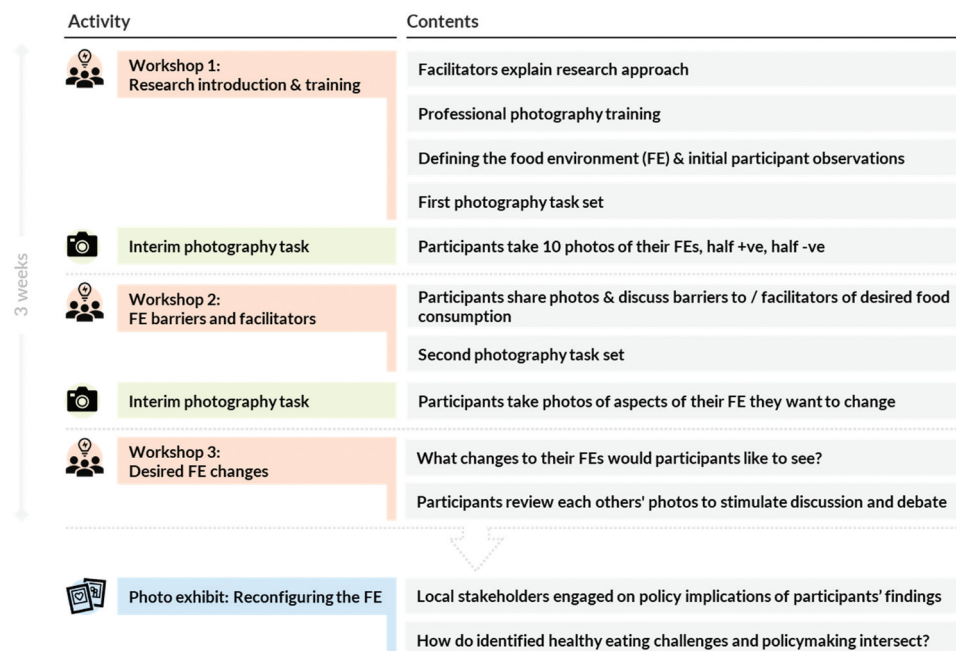 Activity
Contents
3 weeks
Workshop 1:
Research introduction & training
Facilitators explain research approach
Professional photography training
Defining the food environment (FE) & initial participant observations
First photography task set
Interim photography task
Participants take 10 photos of their FEs, half +ve, half -ve
Workshop 2:
FE barriers and facilitators
Participants share photos & discuss barriers to / facilitators of desired food
consumption
Second photography task set
Interim photography task
Participants take photos of aspects of their FE they want to change
Workshop 3:
Desired FE changes
What changes to their FEs would participants like to see?
Participants review each others' photos to stimulate discussion and debate
Photo exhibit: Reconfiguring the FE
Local stakeholders engaged on policy implications of participants' findings
How do identified healthy eating challenges and policymaking intersect?